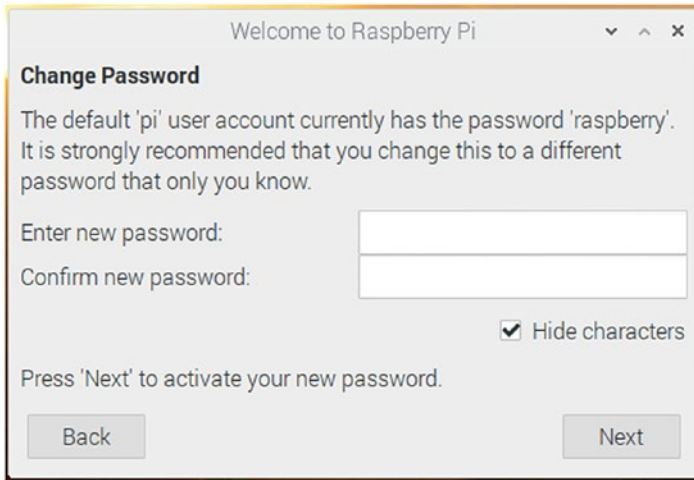 Welcome to Raspberry Pi
Change Password
The default 'pi' user account currently has the password 'raspberry'.
It is strongly recommended that you change this to a different
password that only you know.
Enter new password:
Confirm new password:
Hide characters
Press 'Next' to activate your new password.
Back
Next